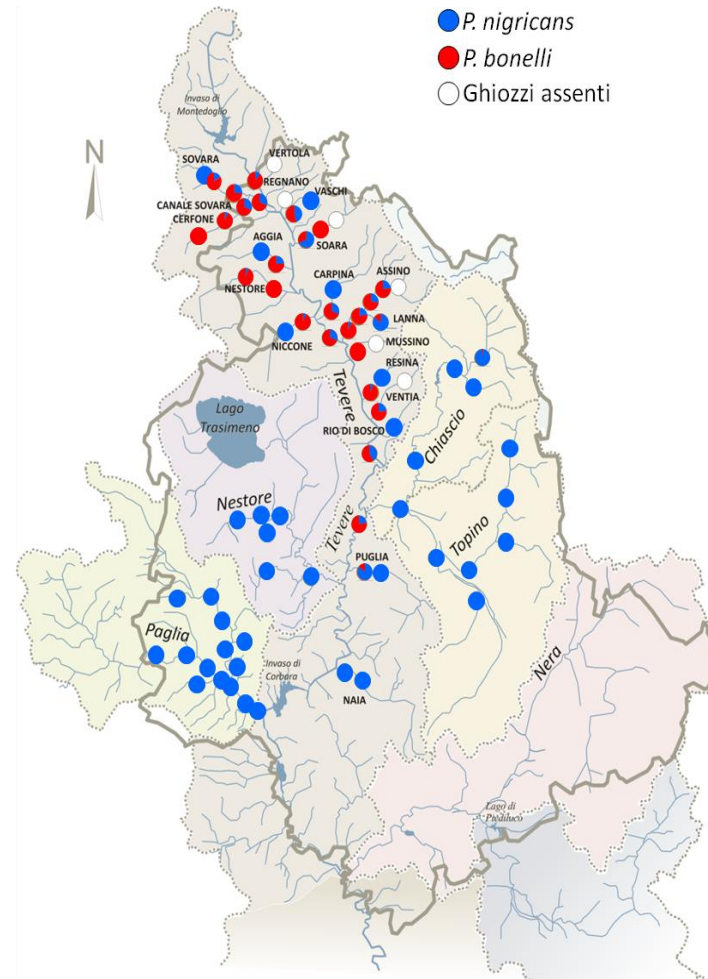 P. nigricans
P. bonelli
Ghiozzi assenti
Invaso di
Montedoglio
N
VERTOLA
SOVARA
REGNANO
VASCHI
CANALE SOVARA
CERFONE
SOARA
AGGIA
CARPINA
ASSINO
NESTORE
LANNA
NICCONE
MUSSINO
RESINA
Tevere
VENTIA
Lago
Trasimeno
RIO DI BOSCO
Chiascio
Nestore
Tevere
Topino
PUGLIA
Paglia
Nera
Invaso di
Corbara
NAIA
Lago di
Piediluco